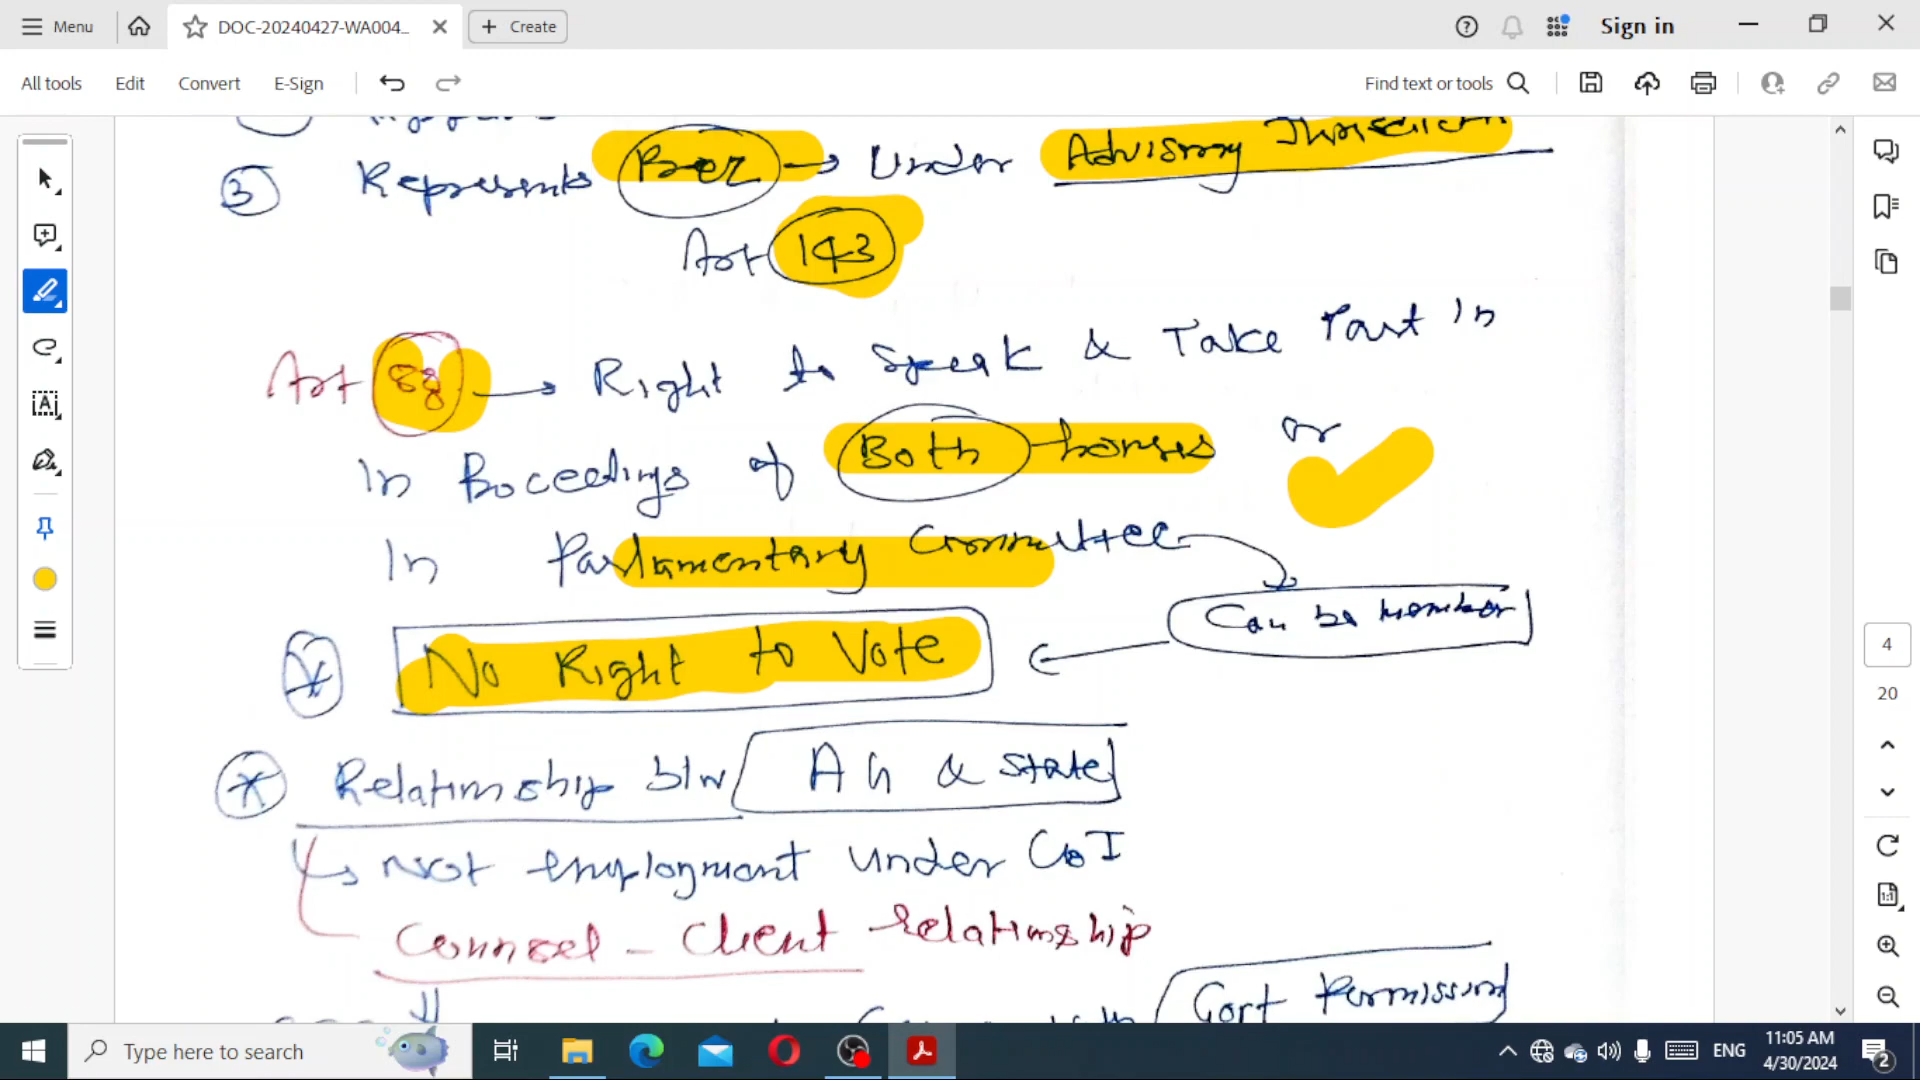 Menu
DOC-20240427-WA004...
Create
Sign in
All tools
Edit
Convert
E-Sign
Find text or tools
3 Represents Prez → Under Advisory Jurisdiction
Art 143
Art 88 → Right to Speak & Take Part in
In Proceedings of Both houses or
In Parliamentary Committee
Can be member
No Right to Vote
Relationship b/w AG & State
Not employment under CoI
Counsel - Client Relationship
Govt Permission
4
20
Type here to search
ENG
11:05 AM
4/30/2024
2